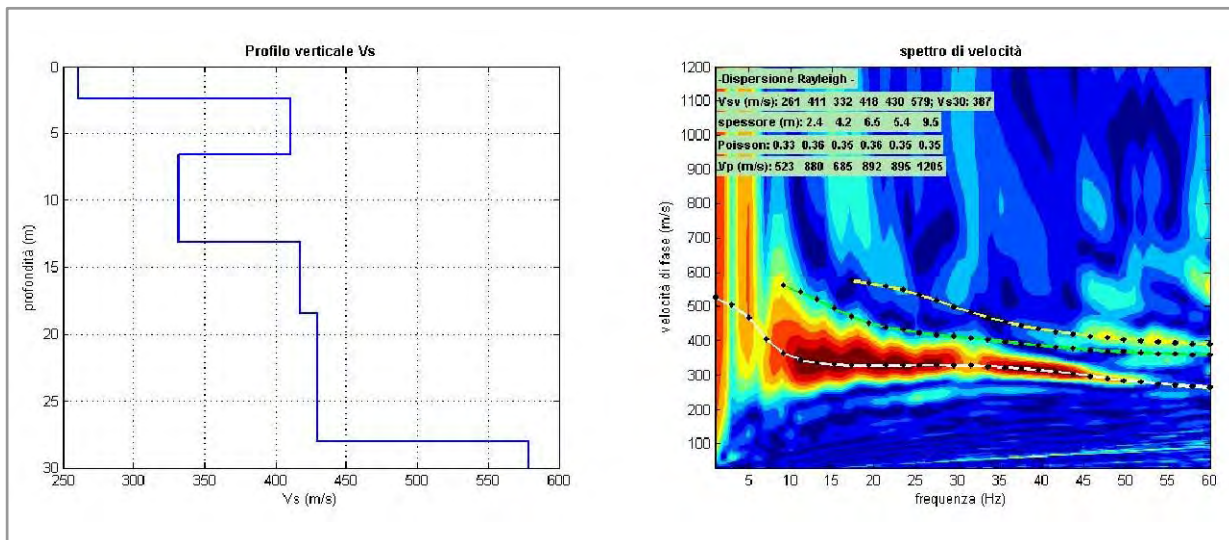 Profilo verticale Vs
0
5
10
15
20
25
30
profondità (m)
250 300 350 400 450 500 550 600
Vs (m/s)
spettro di velocità
1200
1100
1000
900
800
700
600
500
400
300
200
100
velocità di fase (m/s)
-Dispersione Rayleigh -
Vsv (m/s): 261 411 332 418 430 579; Vs30: 387
spessore (m): 2.4 4.2 6.5 5.4 9.5
Poisson: 0.33 0.36 0.35 0.36 0.35 0.35
Vp (m/s): 523 880 685 892 895 1205
5 10 15 20 25 30 35 40 45 50 55 60
frequenza (Hz)